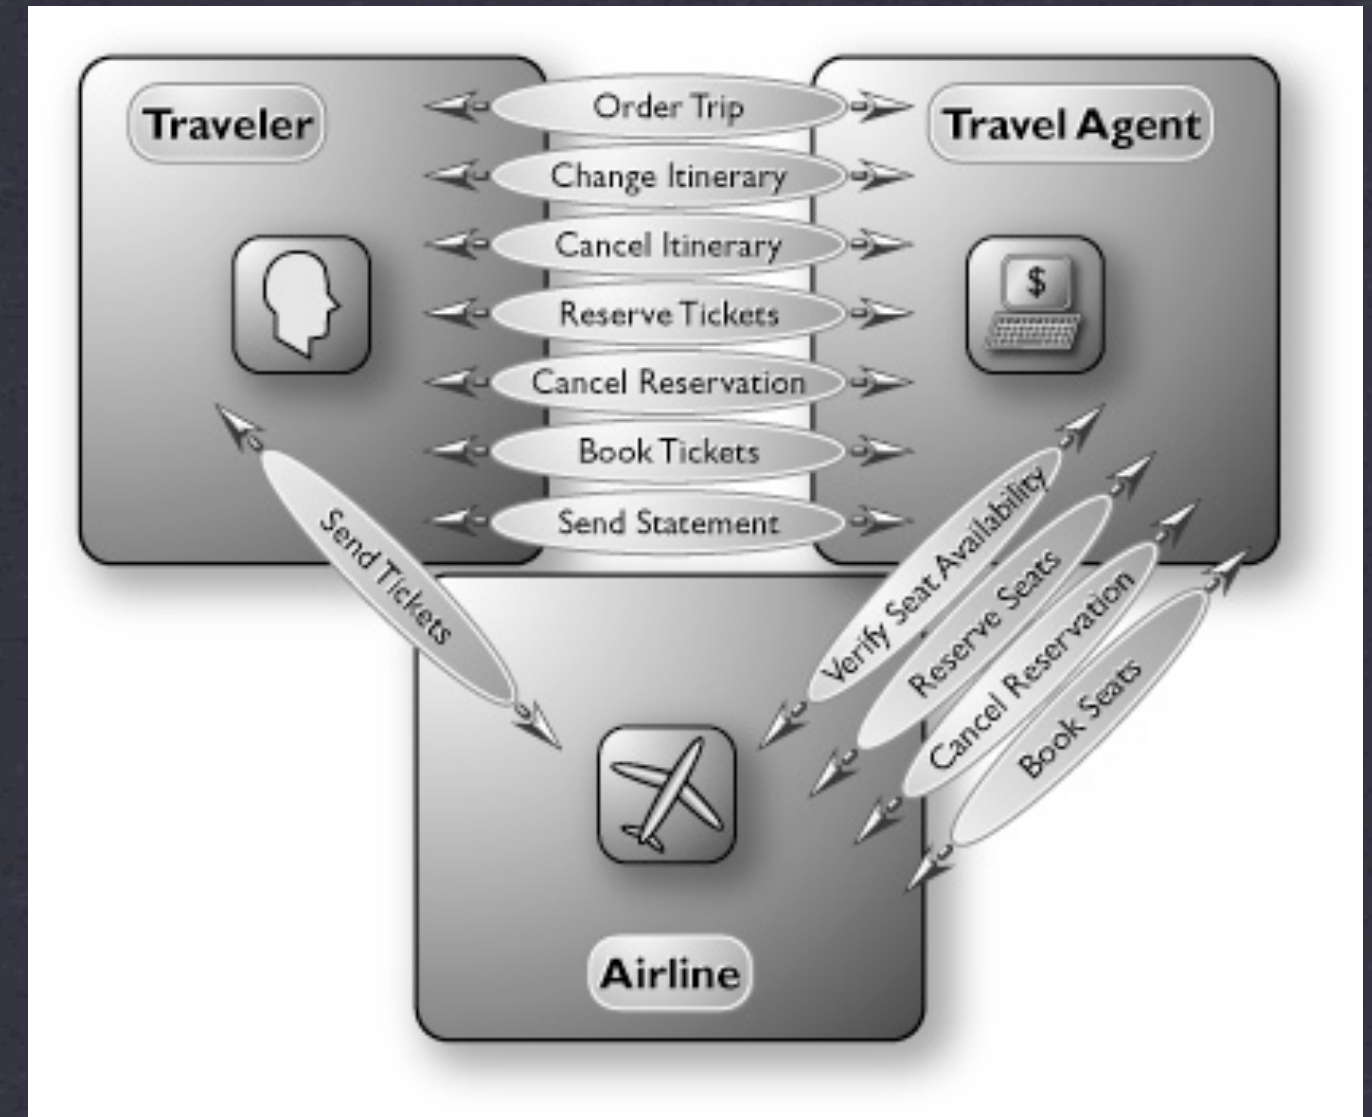 Traveler
Travel Agent
Order Trip
Change Itinerary
Cancel Itinerary
Reserve Tickets
$
Cancel Reservation
Book Tickets
Send Statement
Send Tickets
Verify Seat Availability
Reserve Seats
Cancel Reservation
Book Seats
Airline